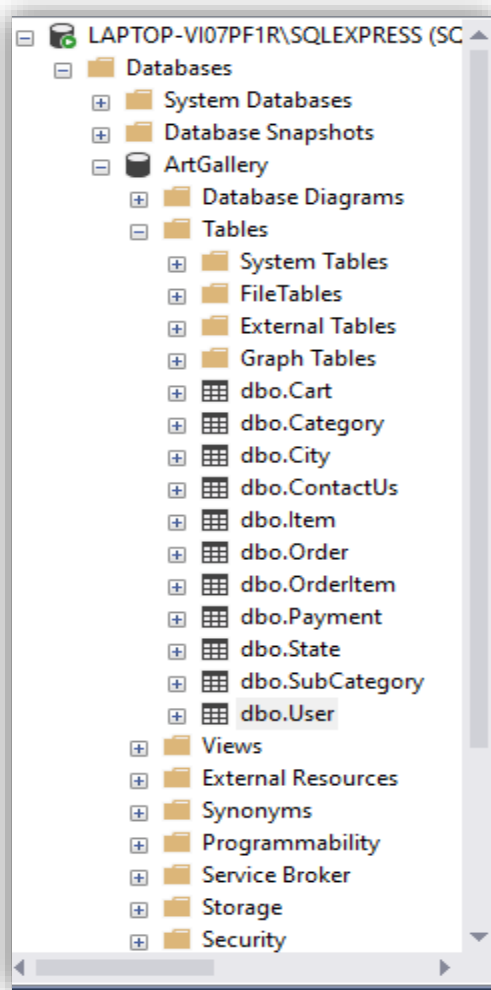 LAPTOP-VI07PF1R\SQLEXPRESS (SQ
Databases
System Databases
Database Snapshots
ArtGallery
Database Diagrams
Tables
System Tables
FileTables
External Tables
Graph Tables
dbo.Cart
dbo.Category
dbo.City
dbo.ContactUs
dbo.Item
dbo.Order
dbo.OrderItem
dbo.Payment
dbo.State
dbo.SubCategory
dbo.User
Views
External Resources
Synonyms
Programmability
Service Broker
Storage
Security